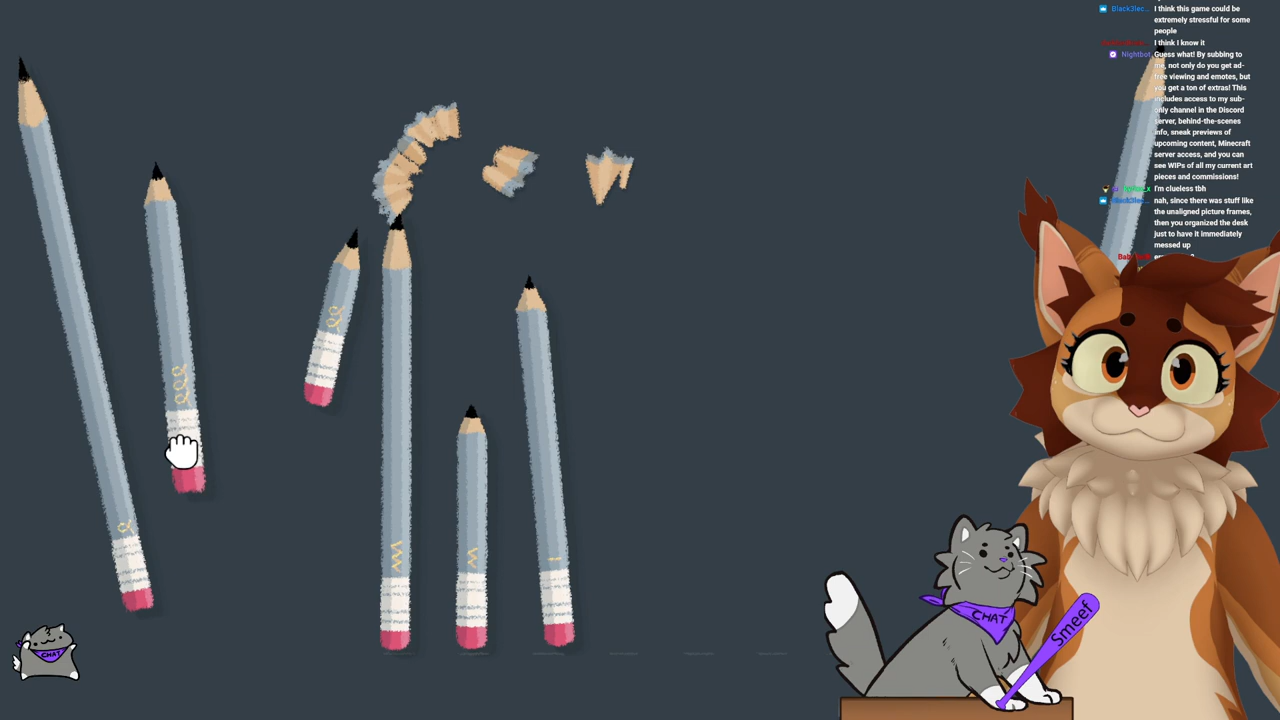 Black3lec...
I think this game could be
extremely stressful for some
people
I think I know it
Nightbot
Guess what! By subbing to
me, not only do you get ad-
free viewing and emotes, but
you get a ton of extras! This
includes access to my sub-
only channel in the Discord
server, behind-the-scenes
info, sneak previews of
upcoming content, Minecraft
server access, and you can
see WIPs of all my current art
pieces and commissions!
I'm clueless tbh
Black3lec...
nah, since there was stuff like
the unaligned picture frames,
then you organized the desk
just to have it immediately
messed up
CHAT
Smeef
CHAT